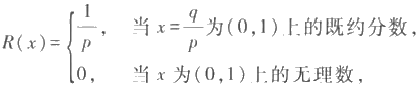 R(x)={ 1/p, 当 x=q/p为(0,1)上的既约分数,
0, 当 x 为(0,1)上的无理数,